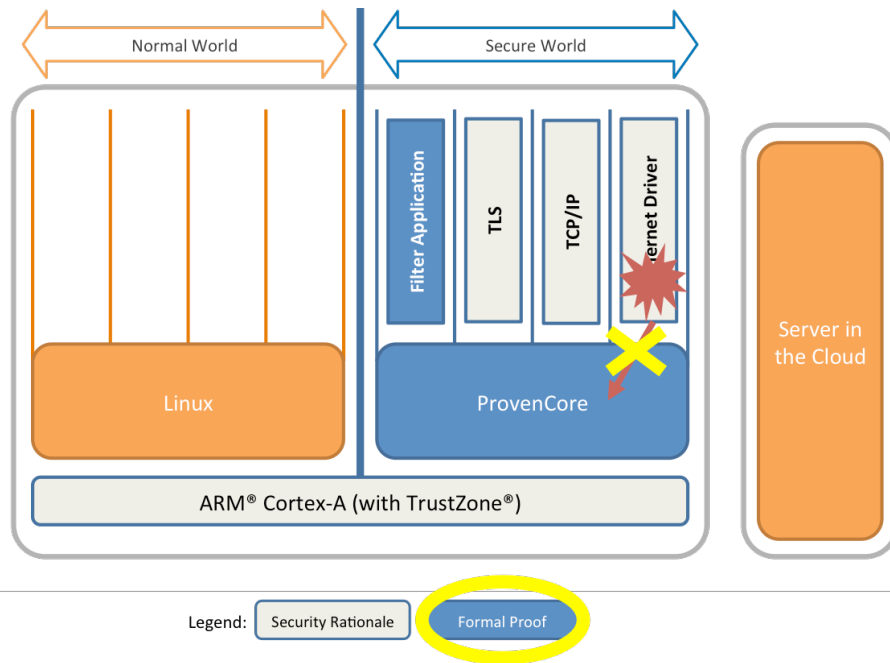 Normal World
Secure World
Filter Application
TLS
TCP/IP
ernet Driver
Linux
ProvenCore
Server in
the Cloud
ARM® Cortex-A (with TrustZone®)
Legend:
Security Rationale
Formal Proof